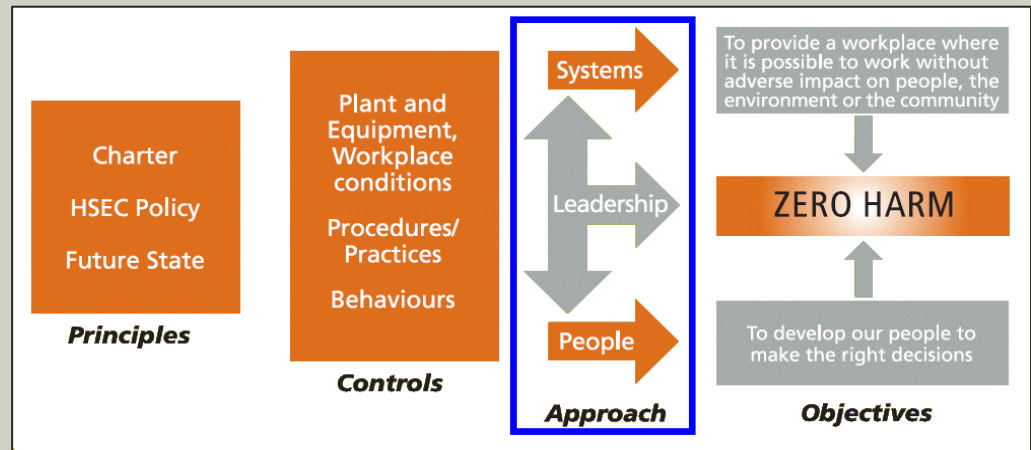 Charter
HSEC Policy
Future State
Principles
Plant and
Equipment,
Workplace
conditions
Procedures/
Practices
Behaviours
Controls
Systems
Leadership
People
Approach
To provide a workplace where
it is possible to work without
adverse impact on people, the
environment or the community
ZERO HARM
To develop our people to
make the right decisions
Objectives